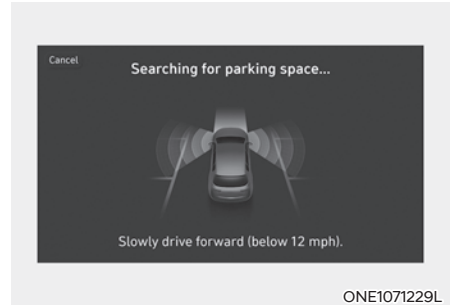 Cancel
Searching for parking space...
Slowly drive forward (below 12 mph).
ONE1071229L